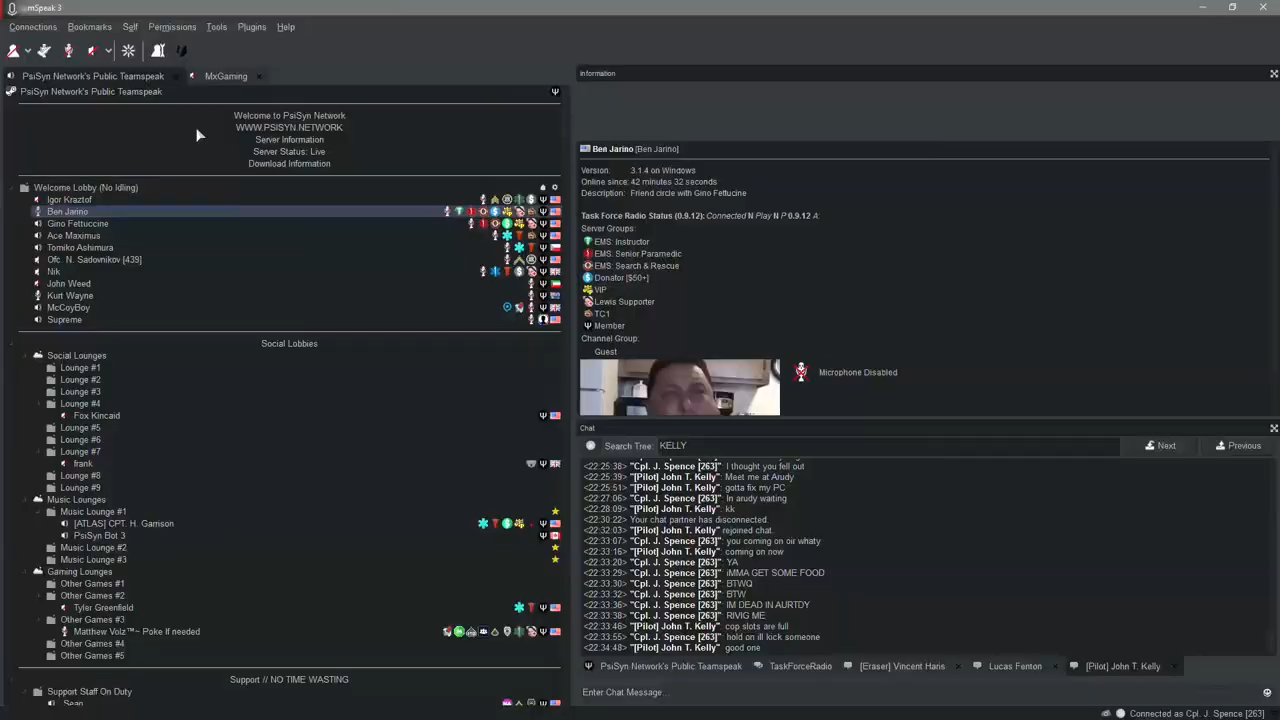 mSpeak 3
Connections Bookmarks Self Permissions Tools Plugins Help
PsiSyn Network's Public Teamspeak MxGaming
PsiSyn Network's Public Teamspeak
Welcome to PsiSyn Network
WWW.PSISYN.NETWORK
Server Information
Server Status: Live
Download Information
Welcome Lobby (No Idling)
Igor Kraztof
Ben Jarino
Gino Fettuccine
Ace Maximus
Tomiko Ashimura
Ofc. N. Sadovnikov [439]
Nik
John Weed
Kurt Wayne
McCoyBoy
Supreme
Social Lobbies
Social Lounges
Lounge #1
Lounge #2
Lounge #3
Lounge #4
Fox Kincaid
Lounge #5
Lounge #6
Lounge #7
frank
Lounge #8
Lounge #9
Music Lounges
Music Lounge #1
[ATLAS] CPT. H. Garrison
PsiSyn Bot 3
Music Lounge #2
Music Lounge #3
Gaming Lounges
Other Games #1
Other Games #2
Tyler Greenfield
Other Games #3
Matthew Volz™~ Poke If needed
Other Games #4
Other Games #5
Support // NO TIME WASTING
Support Staff On Duty
Sean
Information
Ben Jarino [Ben Jarino]
Version: 3.1.4 on Windows
Online since: 42 minutes 32 seconds
Description: Friend circle with Gino Fettucine
Task Force Radio Status (0.9.12): Connected N Play N P 0.9.12 A:
Server Groups:
EMS: Instructor
EMS: Senior Paramedic
EMS: Search & Rescue
Donator [$50+]
VIP
Lewis Supporter
TC1
Member
Channel Group:
Guest
Microphone Disabled
Chat
Search Tree: KELLY Next Previous
<22:25:38> "Cpl. J. Spence [263]": I thought you fell out
<22:25:39> "[Pilot] John T. Kelly": Meet me at Arudy
<22:25:51> "[Pilot] John T. Kelly": gotta fix my PC
<22:27:06> "Cpl. J. Spence [263]": In arudy waiting
<22:28:09> "[Pilot] John T. Kelly": kk
<22:30:22> Your chat partner has disconnected.
<22:32:03> "[Pilot] John T. Kelly" rejoined chat.
<22:33:07> "Cpl. J. Spence [263]": you coming on oir whaty
<22:33:16> "[Pilot] John T. Kelly": coming on now
<22:33:20> "Cpl. J. Spence [263]": YA
<22:33:29> "Cpl. J. Spence [263]": iMMA GET SOME FOOD
<22:33:30> "Cpl. J. Spence [263]": BTWQ
<22:33:32> "Cpl. J. Spence [263]": BTW
<22:33:36> "Cpl. J. Spence [263]": IM DEAD IN AURTDY
<22:33:38> "Cpl. J. Spence [263]": RIVIG ME
<22:33:46> "[Pilot] John T. Kelly": cop slots are full
<22:33:55> "Cpl. J. Spence [263]": hold on ill kick someone
<22:34:48> "[Pilot] John T. Kelly": good one
PsiSyn Network's Public Teamspeak TaskForceRadio [Eraser] Vincent Haris Lucas Fenton [Pilot] John T. Kelly
Enter Chat Message...
Connected as Cpl. J. Spence [263]